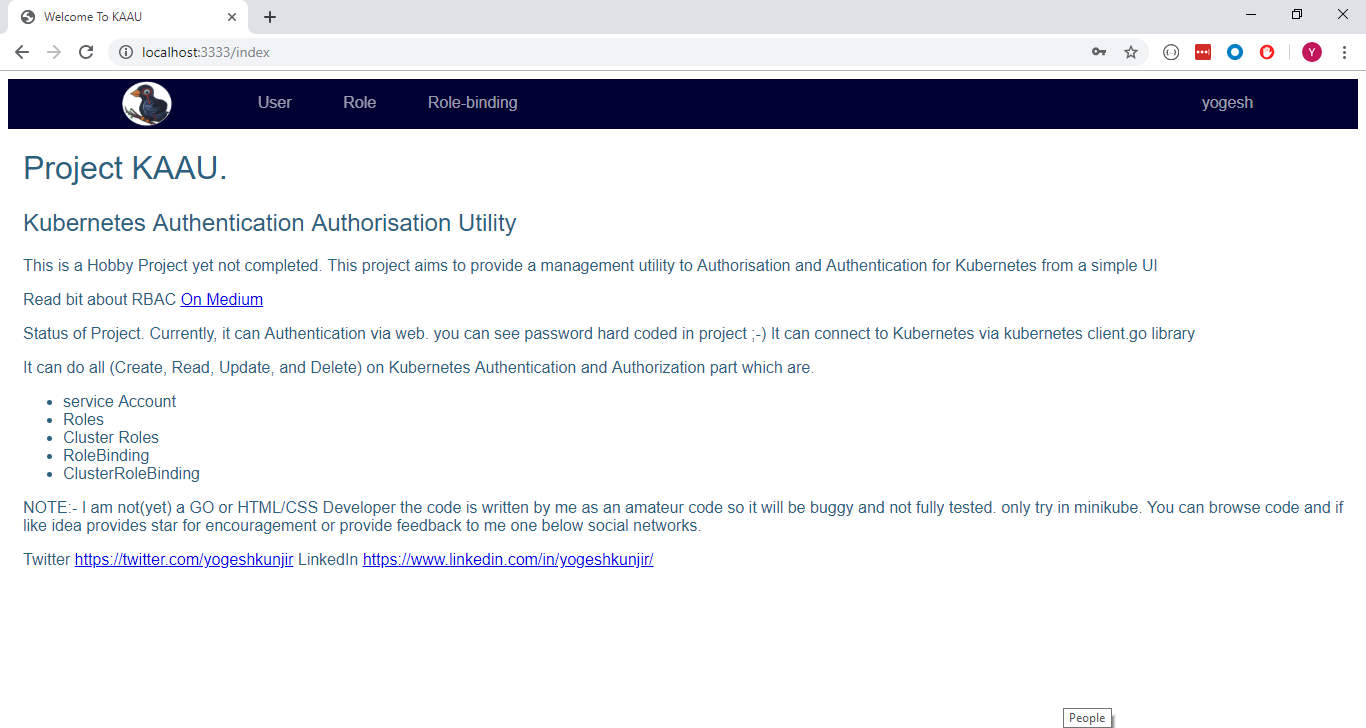 Welcome To KAAU
localhost:3333/index
Y
User Role Role-binding yogesh
Project KAAU.
Kubernetes Authentication Authorisation Utility
This is a Hobby Project yet not completed. This project aims to provide a management utility to Authorisation and Authentication for Kubernetes from a simple UI
Read bit about RBAC On Medium
Status of Project. Currently, it can Authentication via web. you can see password hard coded in project ;-) It can connect to Kubernetes via kubernetes client.go library
It can do all (Create, Read, Update, and Delete) on Kubernetes Authentication and Authorization part which are.
• service Account
• Roles
• Cluster Roles
• RoleBinding
• ClusterRoleBinding
NOTE:- I am not(yet) a GO or HTML/CSS Developer the code is written by me as an amateur code so it will be buggy and not fully tested. only try in minikube. You can browse code and if
like idea provides star for encouragement or provide feedback to me one below social networks.
Twitter https://twitter.com/yogeshkunjir LinkedIn https://www.linkedin.com/in/yogeshkunjir/
People